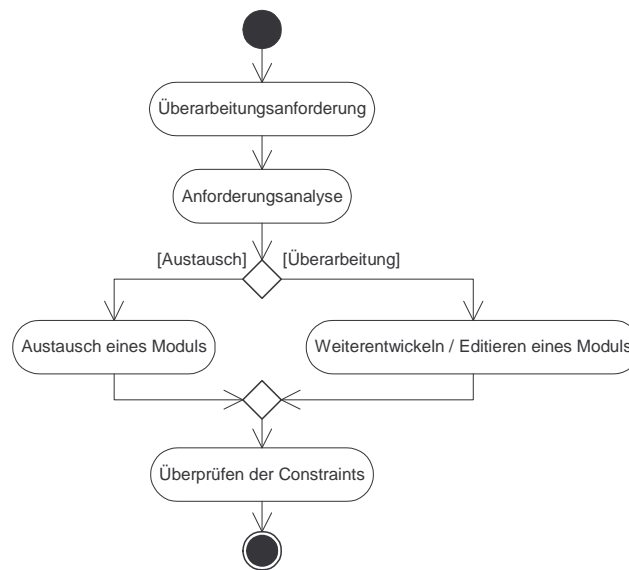 Überarbeitungsanforderung
Anforderungsanalyse
[Austausch]
[Überarbeitung]
Austausch eines Moduls
Weiterentwickeln / Editieren eines Moduls
Überprüfen der Constraints